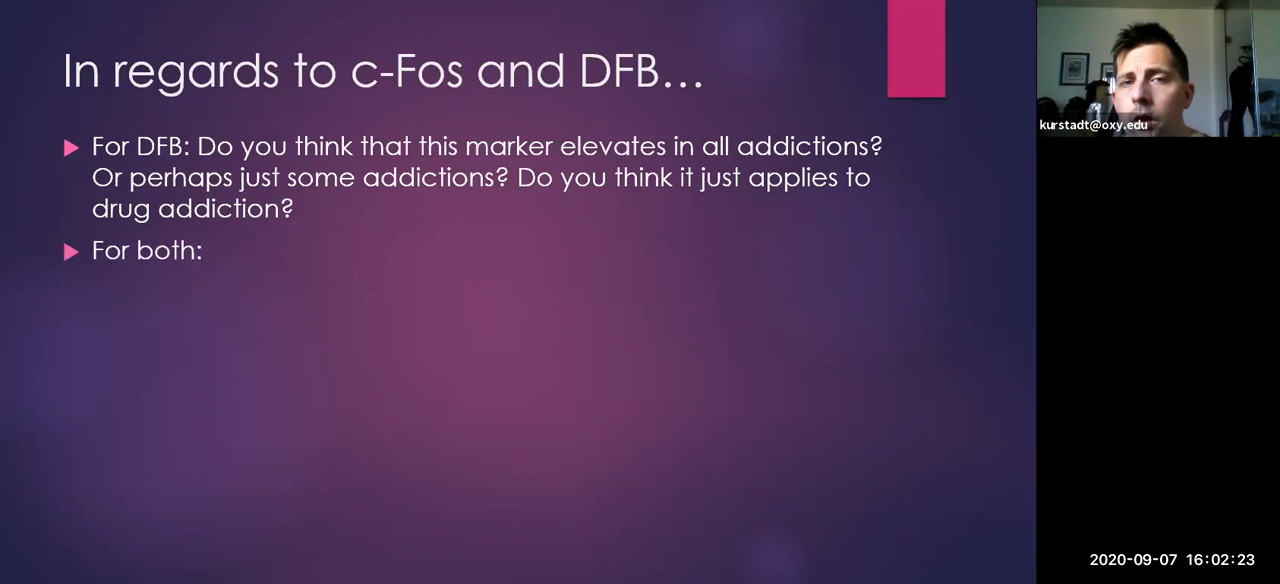 In regards to c-Fos and DFB…
For DFB: Do you think that this marker elevates in all addictions?
Or perhaps just some addictions? Do you think it just applies to
drug addiction?
For both:
kurstadt@oxy.edu
2020-09-07 16:02:23